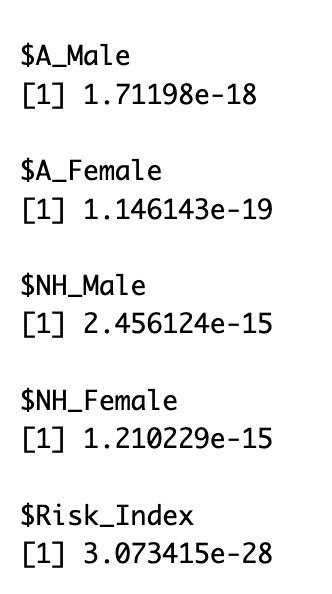 $A_Male
[1] 1.71198e-18
$A_Female
[1] 1.146143e-19
$NH_Male
[1] 2.456124e-15
$NH_Female
[1] 1.210229e-15
$Risk_Index
[1] 3.073415e-28